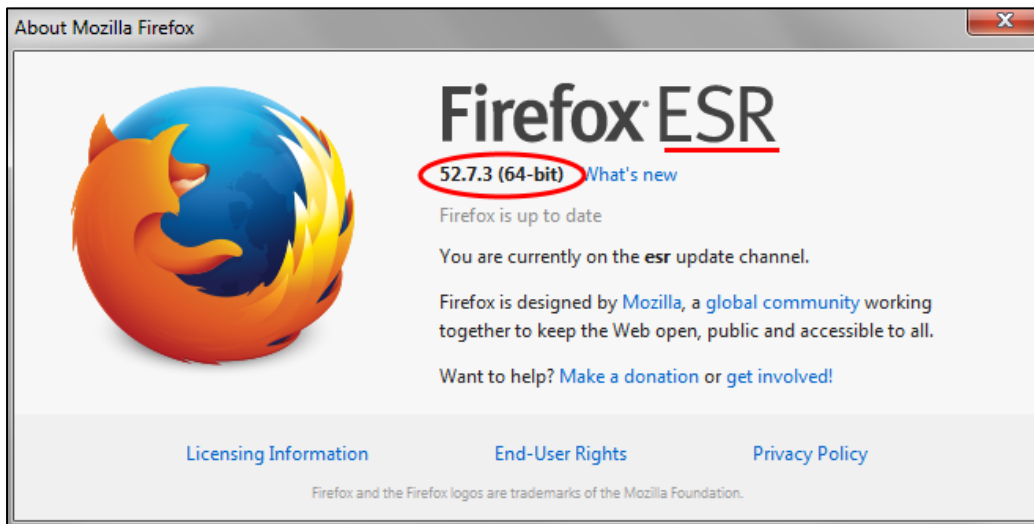 About Mozilla Firefox
Firefox ESR
52.7.3 (64-bit) What's new
Firefox is up to date
You are currently on the esr update channel.
Firefox is designed by Mozilla, a global community working
together to keep the Web open, public and accessible to all.
Want to help? Make a donation or get involved!
Licensing Information End-User Rights Privacy Policy
Firefox and the Firefox logos are trademarks of the Mozilla Foundation.